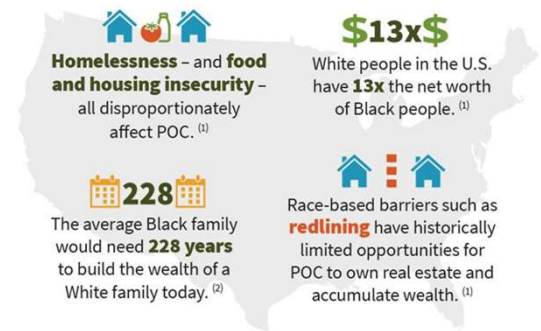 Homelessness – and food
and housing insecurity –
all disproportionately
affect POC. (1)
$13x$
White people in the U.S.
have 13x the net worth
of Black people. (1)
228
The average Black family
would need 228 years
to build the wealth of a
White family today. (2)
Race-based barriers such as
redlining have historically
limited opportunities for
POC to own real estate and
accumulate wealth. (1)